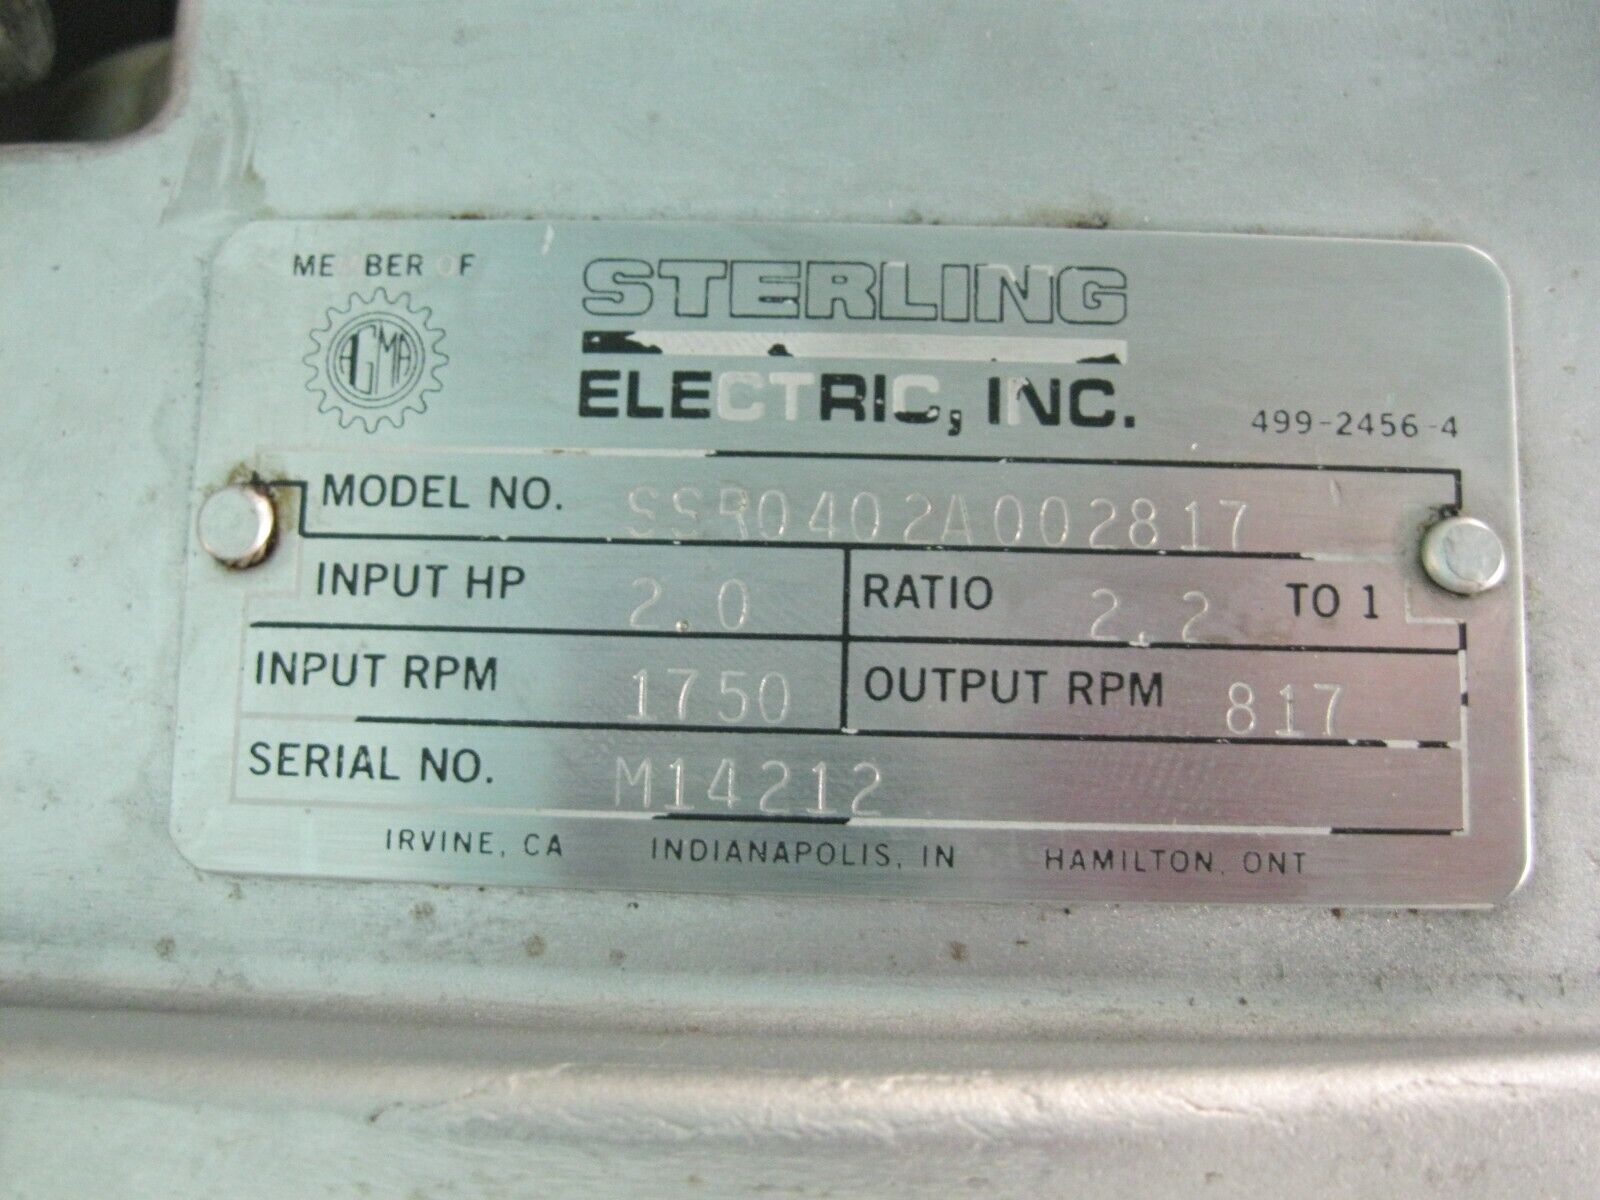 MEMBER OF
AGMA
STERLING
ELECTRIC, INC.
499-2456-4
MODEL NO. SSR0402A002817
INPUT HP 2.0 RATIO 2.2 TO 1
INPUT RPM 1750 OUTPUT RPM 817
SERIAL NO. M14212
IRVINE, CA INDIANAPOLIS, IN HAMILTON, ONT